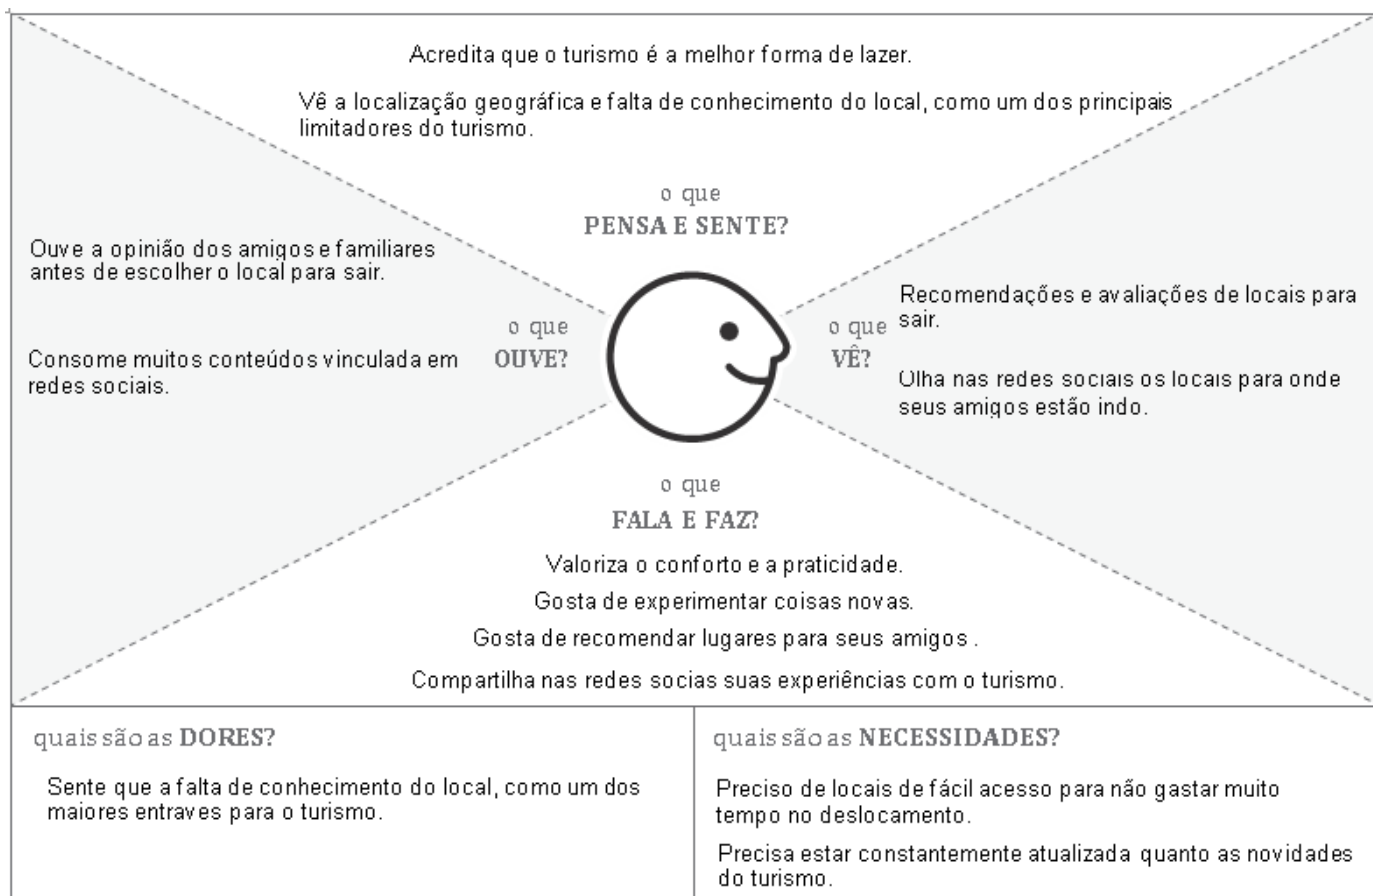 Acredita que o turismo é a melhor forma de lazer.
Vê a localização geográfica e falta de conhecimento do local, como um dos principais
limitadores do turismo.
o que
PENSA E SENTE?
Ouve a opinião dos amigos e familiares
antes de escolher o local para sair.
Consome muitos conteúdos vinculada em
redes sociais.
o que
OUVE?
o que
VÊ?
Recomendações e avaliações de locais para
sair.
Olha nas redes sociais os locais para onde
seus amigos estão indo.
o que
FALA E FAZ?
Valoriza o conforto e a praticidade.
Gosta de experimentar coisas novas.
Gosta de recomendar lugares para seus amigos .
Compartilha nas redes socias suas experiências com o turismo.
quais são as DORES?
Sente que a falta de conhecimento do local, como um dos
maiores entraves para o turismo.
quais são as NECESSIDADES?
Preciso de locais de fácil acesso para não gastar muito
tempo no deslocamento.
Precisa estar constantemente atualizada quanto as novidades
do turismo.